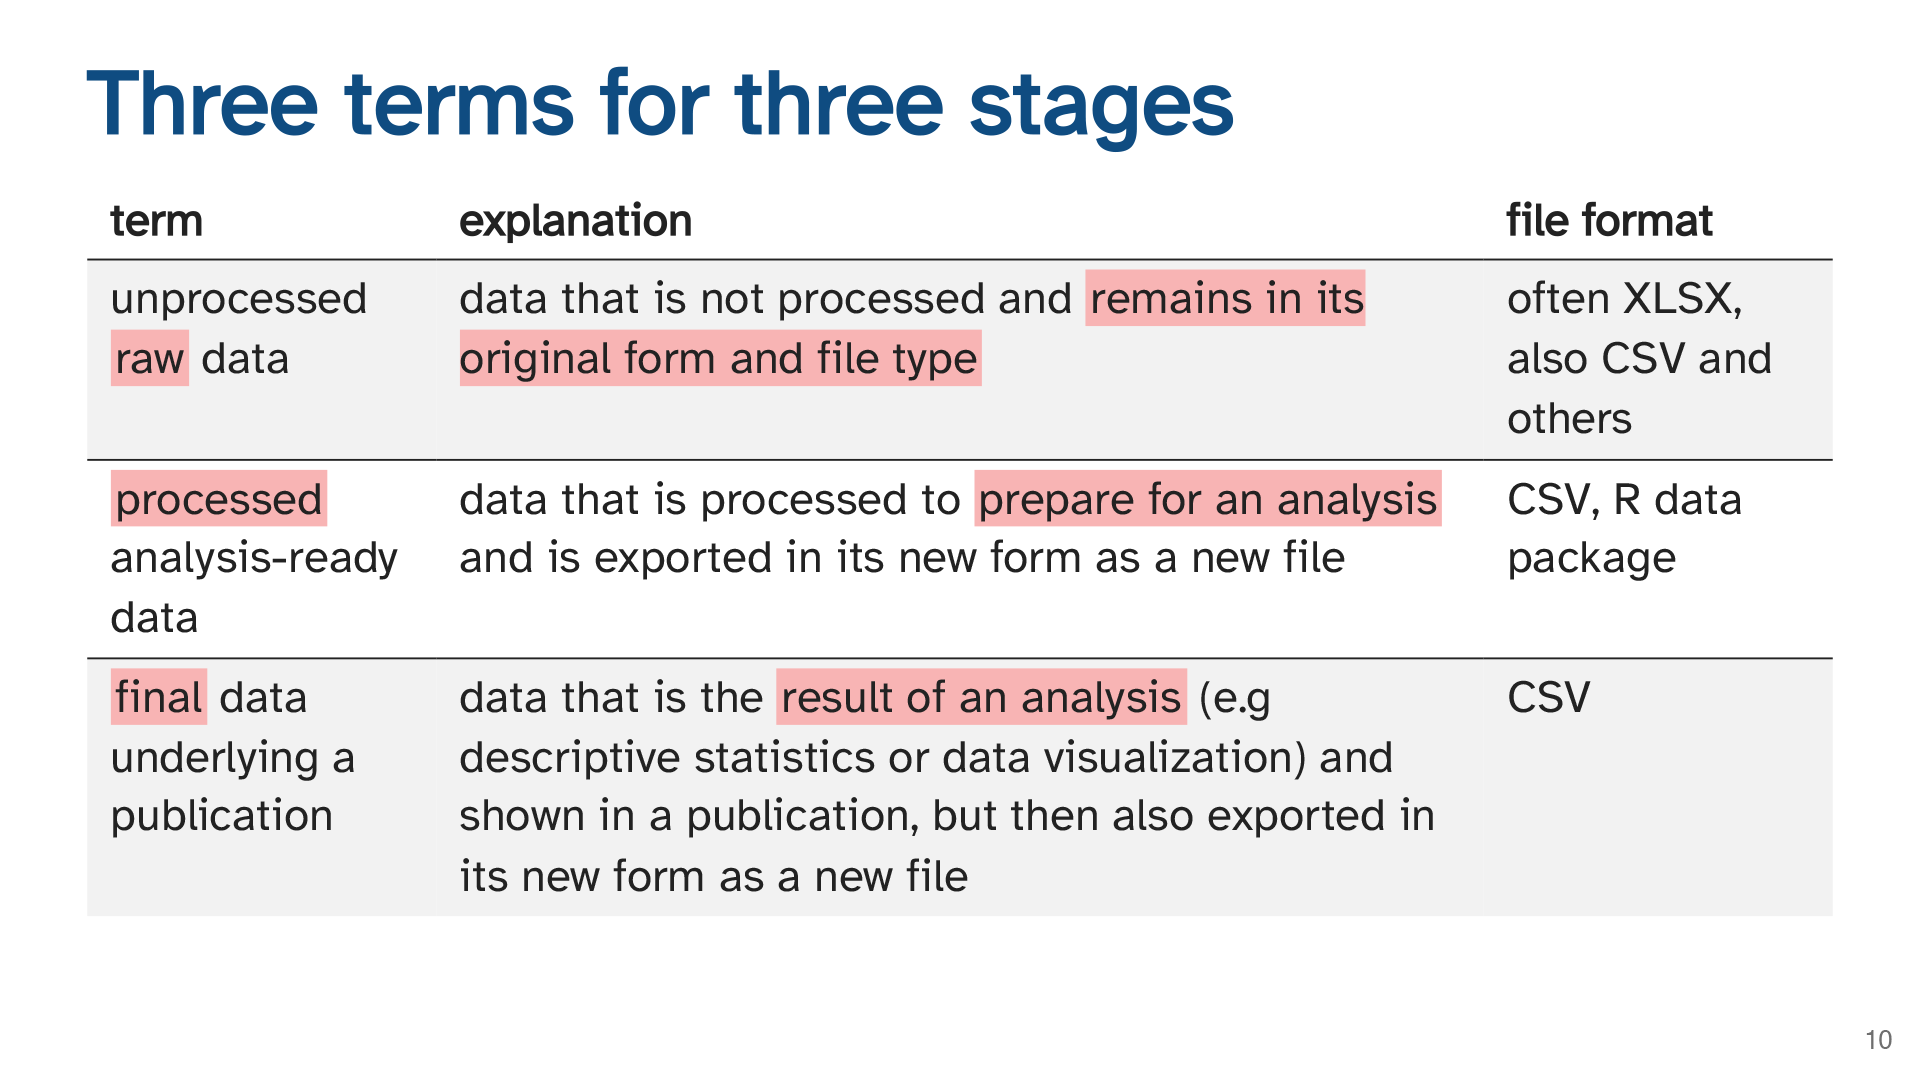 Three terms for three stages
term explanation file format
unprocessed data that is not processed and remains in its often XLSX,
raw data original form and file type also CSV and
others
processed data that is processed to prepare for an analysis CSV, R data
analysis-ready and is exported in its new form as a new file package
data
final data data that is the result of an analysis (e.g CSV
underlying a descriptive statistics or data visualization) and
publication shown in a publication, but then also exported in
its new form as a new file
10